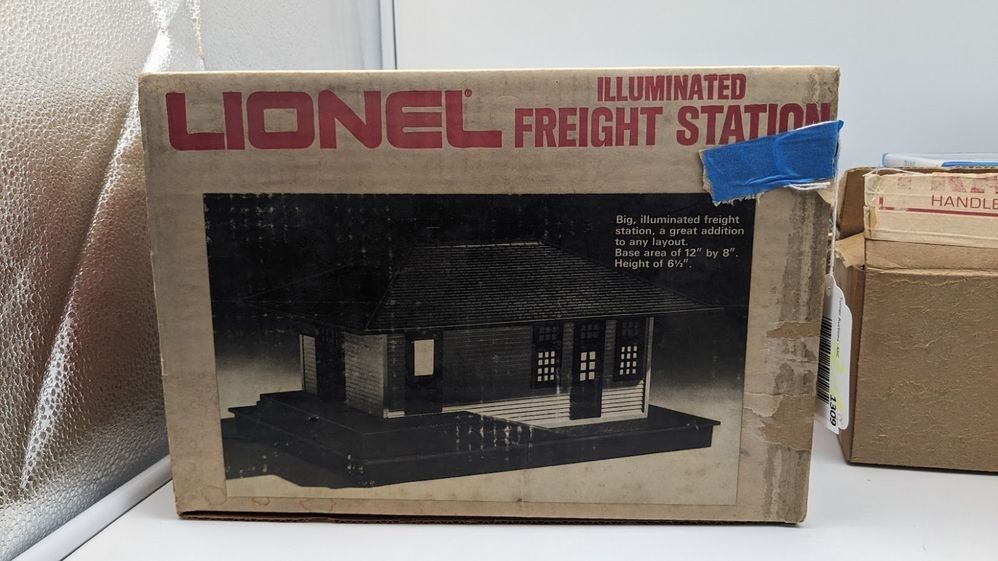 LIONEL®
ILLUMINATED
FREIGHT STATION
Big, illuminated freight
station, a great addition
to any layout.
Base area of 12" by 8".
Height of 6½".
HANDLE
1309